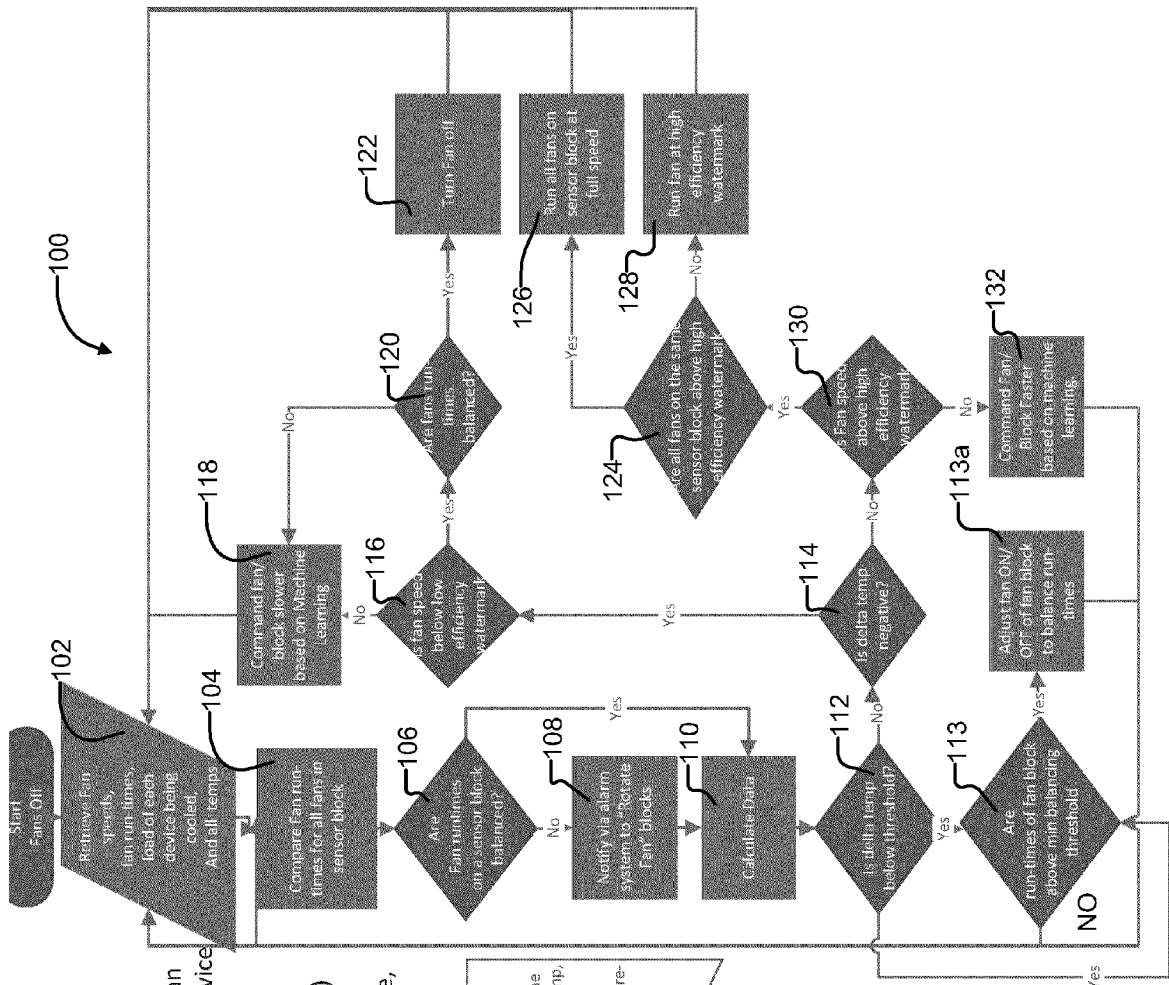 100
Start
Fans Off
102
Retrieve Fan
speeds,
fan run times,
load of each
device being
cooled,
And all temps
104
Compare fan run-
times for all fans in
sensor block
106
Are
Fan runtimes
on a sensor block
balanced?
Yes
No
108
Notify via alarm
system to "Rotate
Fan" blocks
110
Calculate Data
112
Is delta temp
below threshold?
No
Yes
Yes
113
Are
run-times of fan block
above min balancing
threshold
NO
Yes
113a
Adjust fan ON/
OFF of fan block
to balance run-
times
114
Is delta temp
negative?
Yes
No
116
Is fan speed
below low
efficiency
watermark
No
Yes
118
Command fan/
block slower
based on Machine
Learning
120
Are fans run-
times
balanced?
No
Yes
122
Turn Fan off
124
Are all fans on the same
sensor block above high
efficiency watermark
Yes
No
126
Run all fans on
sensor block at
full speed
128
Run fan at high
efficiency
watermark
130
Is Fan speed
above high
efficiency
watermark
Yes
No
132
Command Fan/
Block Faster
based on machine
learning
an
vice
e,
ne
mp,
re-